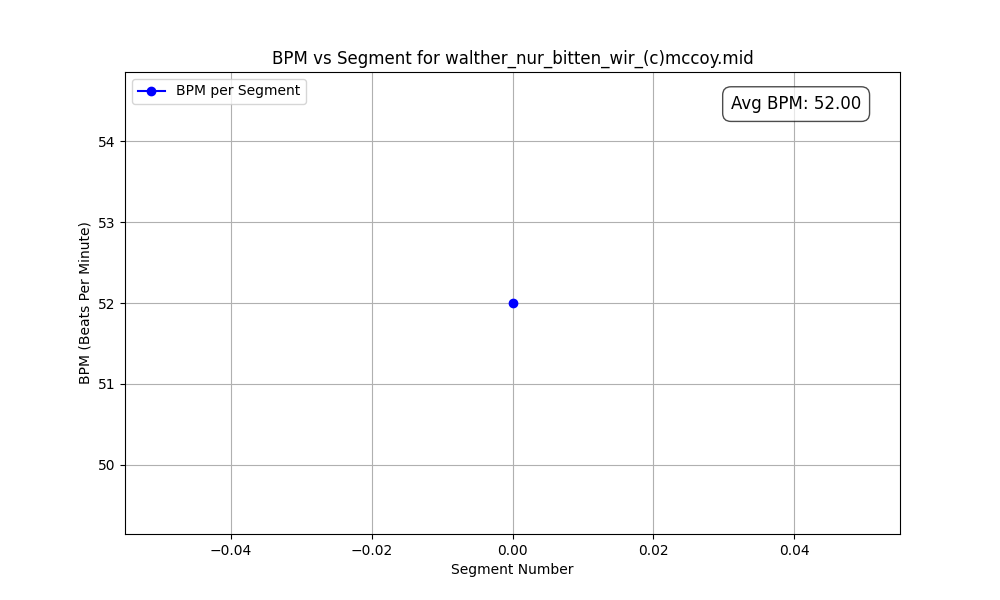 BPM vs Segment for walther_nur_bitten_wir_(c)mccoy.mid
BPM per Segment
Avg BPM: 52.00
54
53
52
51
50
BPM (Beats Per Minute)
−0.04
−0.02
0.00
0.02
0.04
Segment Number